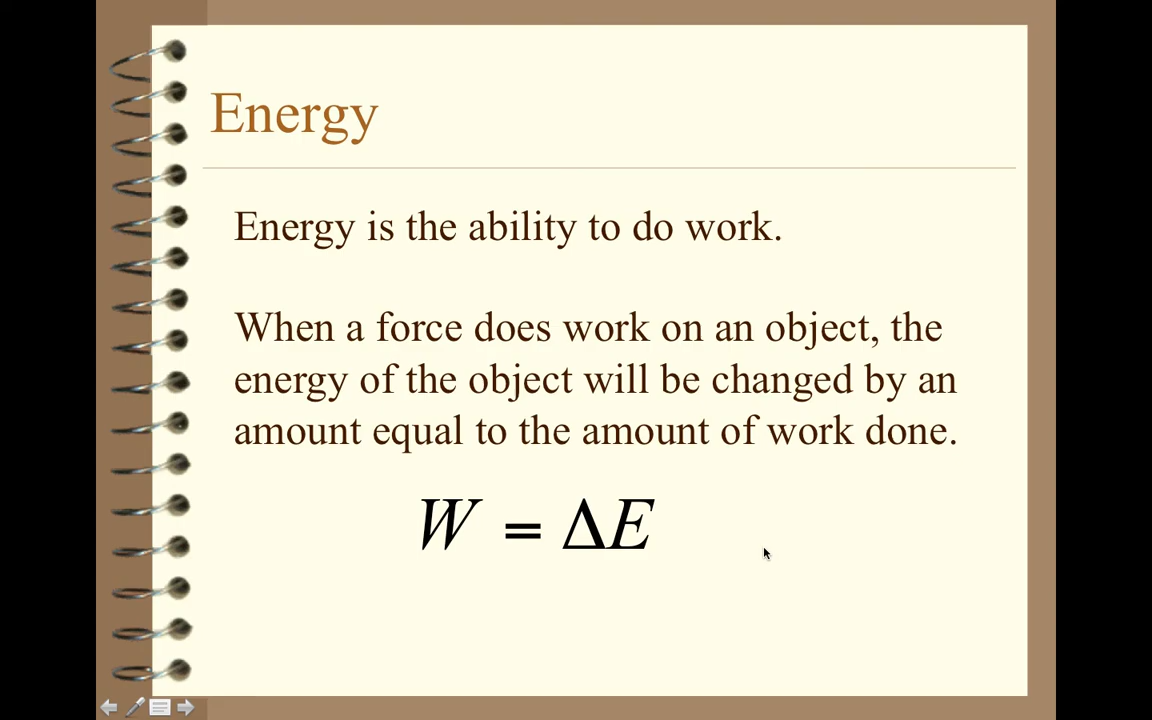 Energy
Energy is the ability to do work.
When a force does work on an object, the
energy of the object will be changed by an
amount equal to the amount of work done.
W = ΔE